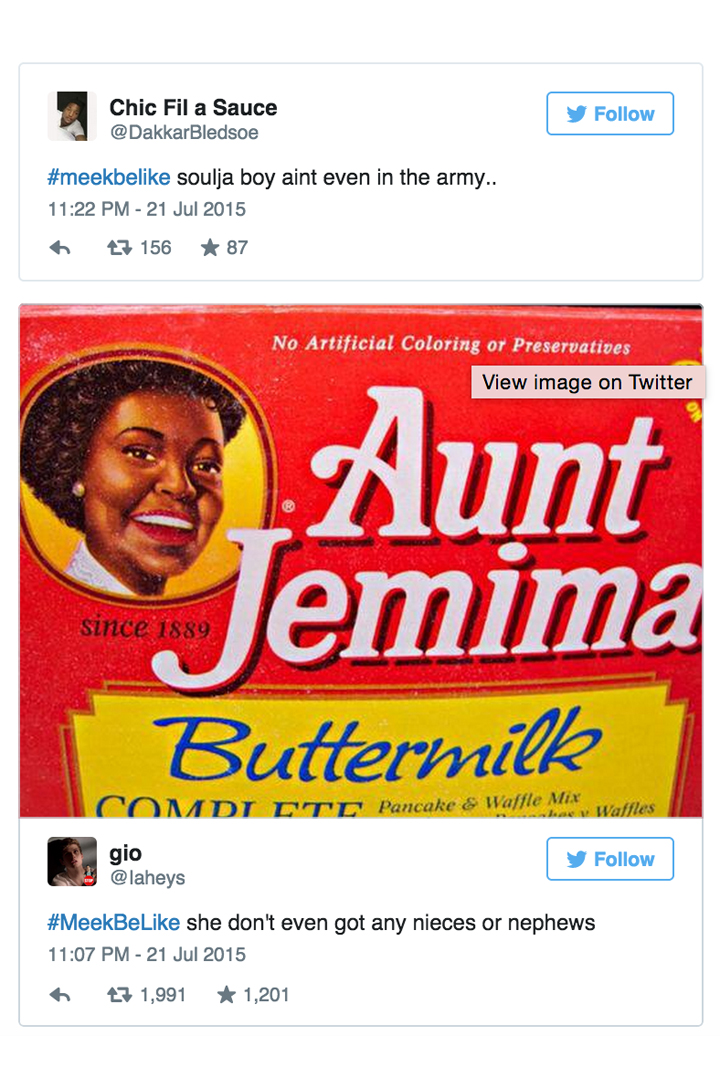 Chic Fil a Sauce
@DakkarBledsoe
Follow
#meekbelike soulja boy aint even in the army..
11:22 PM - 21 Jul 2015
156 87
No Artificial Coloring or Preservatives
View image on Twitter
Aunt
®
Jemima
since 1889
Buttermilk
COMPLETE Pancake & Waffle Mix
Waffles
gio
@laheys
Follow
#MeekBeLike she don't even got any nieces or nephews
11:07 PM - 21 Jul 2015
1,991 1,201